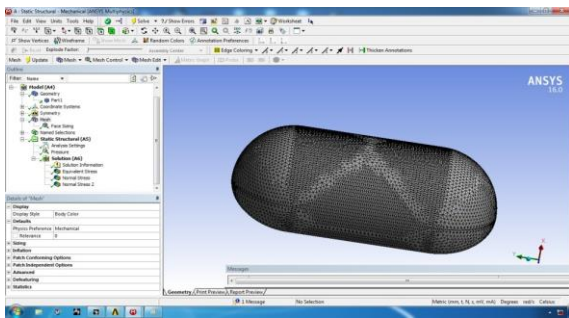 A : Static Structural - Mechanical [ANSYS Multiphysics]
File Edit View Units Tools Help Solve ?/Show Errors Worksheet
Show Vertices Wireframe Show Mesh Random Colors Annotation Preferences
Explode Factor: Assembly Center Edge Coloring Thicken Annotations
Mesh Update Mesh Mesh Control Mesh Edit Metric Graph
Outline
Filter: Name
Model (A4)
Geometry
Part1
Coordinate Systems
Symmetry
Mesh
Face Sizing
Named Selections
Static Structural (A5)
Analysis Settings
Pressure
Solution (A6)
Solution Information
Equivalent Stress
Normal Stress
Normal Stress 2
ANSYS
16.0
Details of "Mesh"
Display
Display Style Body Color
Defaults
Physics Preference Mechanical
Relevance 0
Sizing
Inflation
Patch Conforming Options
Patch Independent Options
Advanced
Defeaturing
Statistics
Y
X
Messages
Geometry Print Preview Report Preview
1 Message No Selection Metric (mm, t, N, s, mV, mA) Degrees rad/s Celsius